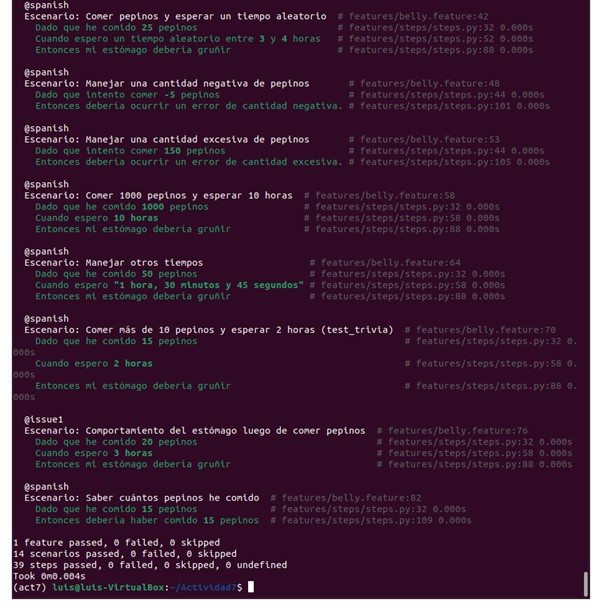 Escenario: Comer pepinos y esperar un tiempo aleatorio # features/belly.feature:42
Dado que he comido 25 pepinos # features/steps/steps.py:32 0.000s
Cuando espero un tiempo aleatorio entre 3 y 4 horas # features/steps/steps.py:52 0.000s
Entonces mi estómago debería gruñir # features/steps/steps.py:88 0.000s
@spanish
Escenario: Manejar una cantidad negativa de pepinos # features/belly.feature:48
Dado que intento comer -5 pepinos # features/steps/steps.py:44 0.000s
Entonces debería ocurrir un error de cantidad negativa. # features/steps/steps.py:101 0.000s
@spanish
Escenario: Manejar una cantidad excesiva de pepinos # features/belly.feature:53
Dado que intento comer 150 pepinos # features/steps/steps.py:44 0.000s
Entonces debería ocurrir un error de cantidad excesiva. # features/steps/steps.py:105 0.000s
@spanish
Escenario: Comer 1000 pepinos y esperar 10 horas # features/belly.feature:58
Dado que he comido 1000 pepinos # features/steps/steps.py:32 0.000s
Cuando espero 10 horas # features/steps/steps.py:58 0.000s
Entonces mi estómago debería gruñir # features/steps/steps.py:88 0.000s
@spanish
Escenario: Manejar otros tiempos # features/belly.feature:64
Dado que he comido 50 pepinos # features/steps/steps.py:32 0.000s
Cuando espero "1 hora, 30 minutos y 45 segundos" # features/steps/steps.py:58 0.000s
Entonces mi estómago debería gruñir # features/steps/steps.py:88 0.000s
@spanish
Escenario: Comer más de 10 pepinos y esperar 2 horas (test_trivia) # features/belly.feature:70
Dado que he comido 15 pepinos # features/steps/steps.py:32 0.
000s
Cuando espero 2 horas # features/steps/steps.py:58 0.
000s
Entonces mi estómago debería gruñir # features/steps/steps.py:88 0.
000s
@issue1
Escenario: Comportamiento del estómago luego de comer pepinos # features/belly.feature:76
Dado que he comido 20 pepinos # features/steps/steps.py:32 0.000s
Cuando espero 3 horas # features/steps/steps.py:58 0.000s
Entonces mi estómago debería gruñir # features/steps/steps.py:88 0.000s
@spanish
Escenario: Saber cuántos pepinos he comido # features/belly.feature:82
Dado que he comido 15 pepinos # features/steps/steps.py:32 0.000s
Entonces debería haber comido 15 pepinos # features/steps/steps.py:109 0.000s
1 feature passed, 0 failed, 0 skipped
14 scenarios passed, 0 failed, 0 skipped
39 steps passed, 0 failed, 0 skipped, 0 undefined
Took 0m0.004s
(act7) luis@luis-VirtualBox:~/Actividad7$